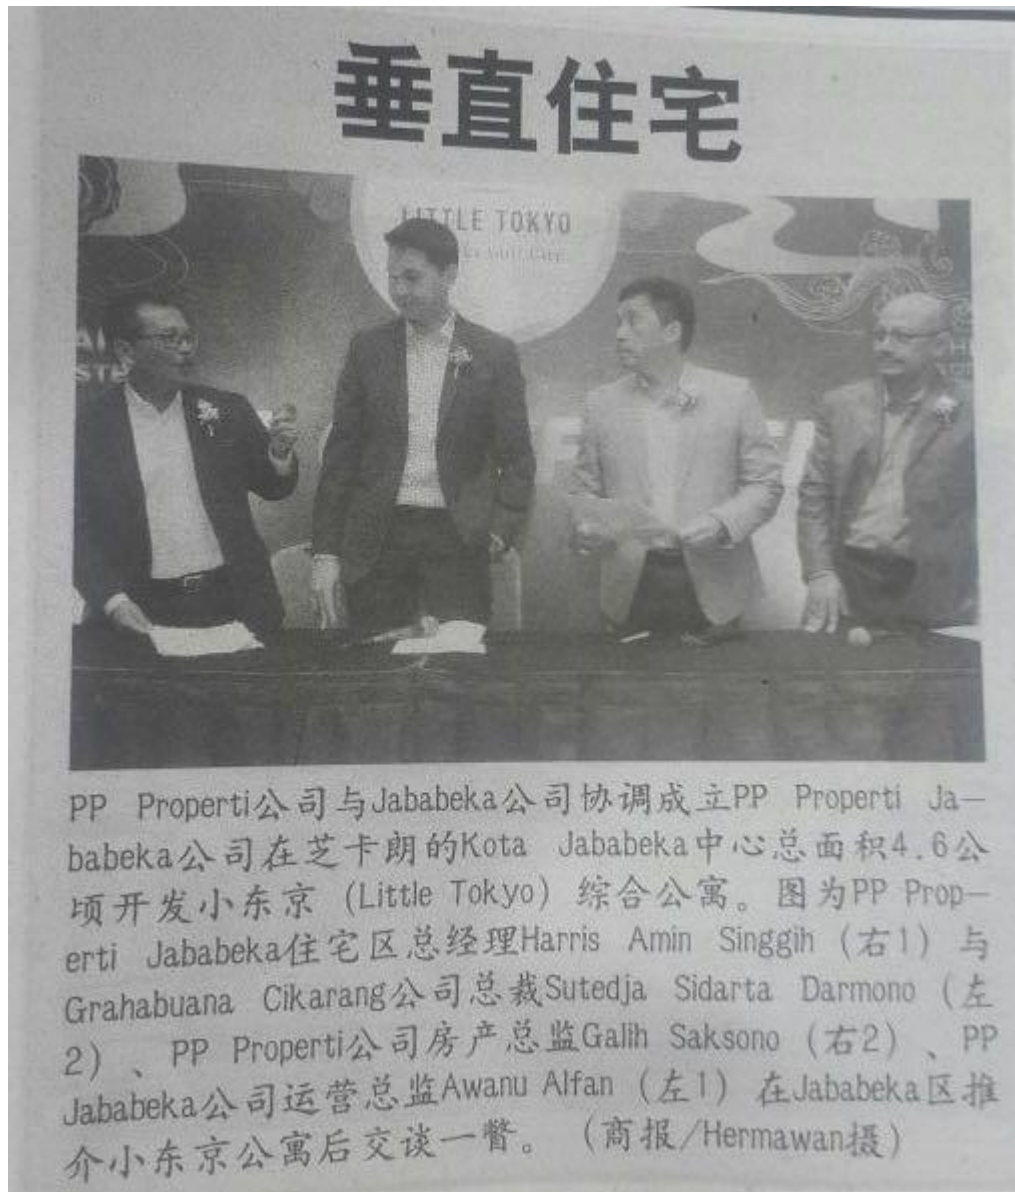 垂直住宅
LITTLE TOKYO
PP Properti公司与Jababeka公司协调成立PP Properti Ja-
babeka公司在芝卡朗的Kota Jababeka中心总面积4.6公
顷开发小东京（Little Tokyo）综合公寓。图为PP Prop-
erti Jababeka住宅区总经理Harris Amin Singgih（右1）与
Grahabuana Cikarang公司总裁Sutedja Sidarta Darmono（左
2）、PP Properti公司房产总监Galih Saksono（右2）、PP
Jababeka公司运营总监Awanu Alfan（左1）在Jababeka区推
介小东京公寓后交谈一瞥。（商报/Hermawan摄）